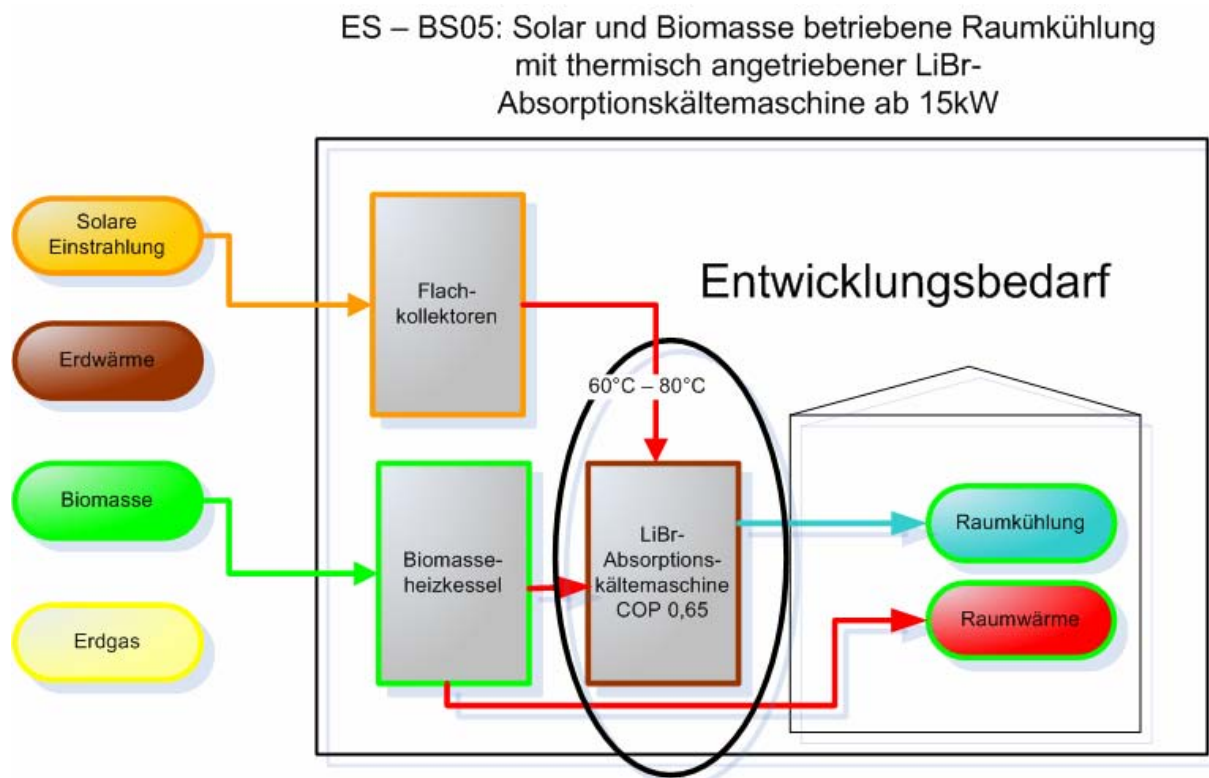 ES – BS05: Solar und Biomasse betriebene Raumkühlung
mit thermisch angetriebener LiBr-
Absorptionskältemaschine ab 15kW
Solare
Einstrahlung
Flach-
kollektoren
Entwicklungsbedarf
Erdwärme
60°C – 80°C
Biomasse
Biomasse-
heizkessel
LiBr-
Absorptions-
kältemaschine
COP 0,65
Raumkühlung
Raumwärme
Erdgas